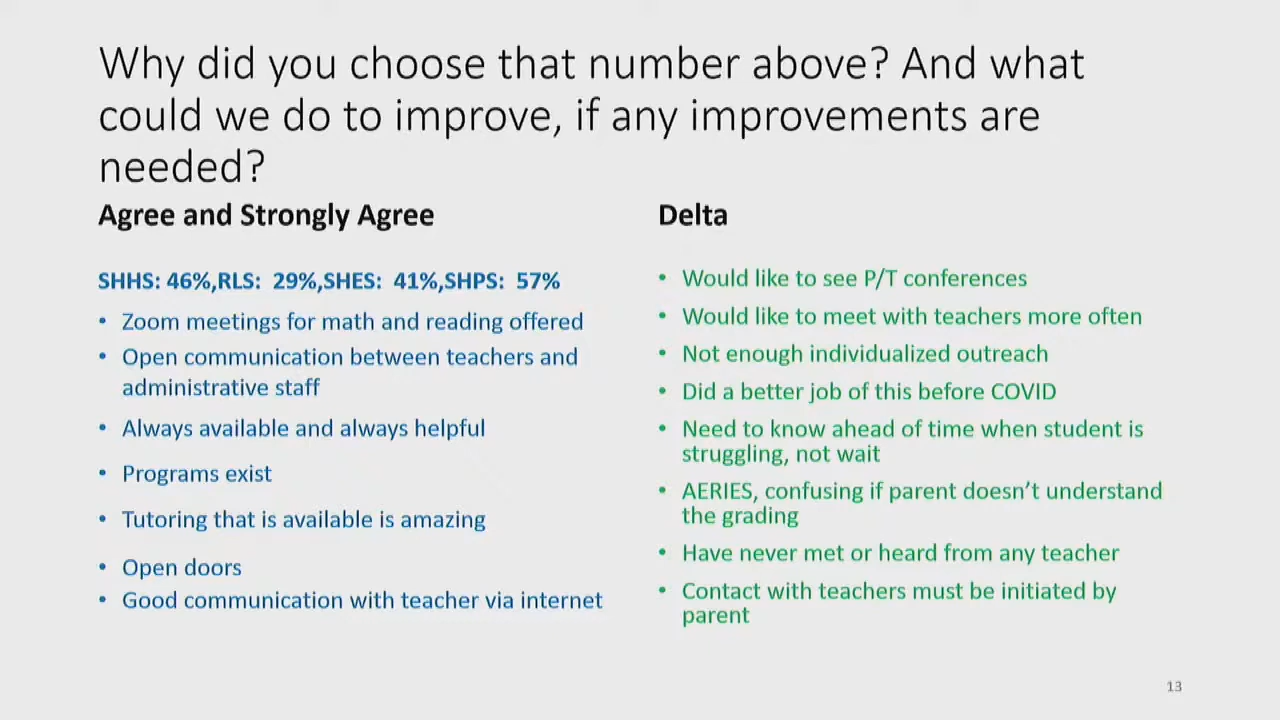 Why did you choose that number above? And what
could we do to improve, if any improvements are
needed?
Agree and Strongly Agree
SHHS: 46%,RLS:  29%,SHES:  41%,SHPS:  57%
• Zoom meetings for math and reading offered
• Open communication between teachers and
administrative staff
• Always available and always helpful
• Programs exist
• Tutoring that is available is amazing
• Open doors
• Good communication with teacher via internet
Delta
• Would like to see P/T conferences
• Would like to meet with teachers more often
• Not enough individualized outreach
• Did a better job of this before COVID
• Need to know ahead of time when student is
struggling, not wait
• AERIES, confusing if parent doesn’t understand
the grading
• Have never met or heard from any teacher
• Contact with teachers must be initiated by
parent
13